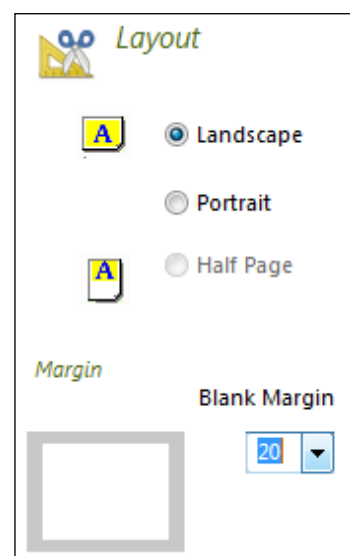 Layout
A
Landscape
Portrait
A
Half Page
Margin
Blank Margin
20